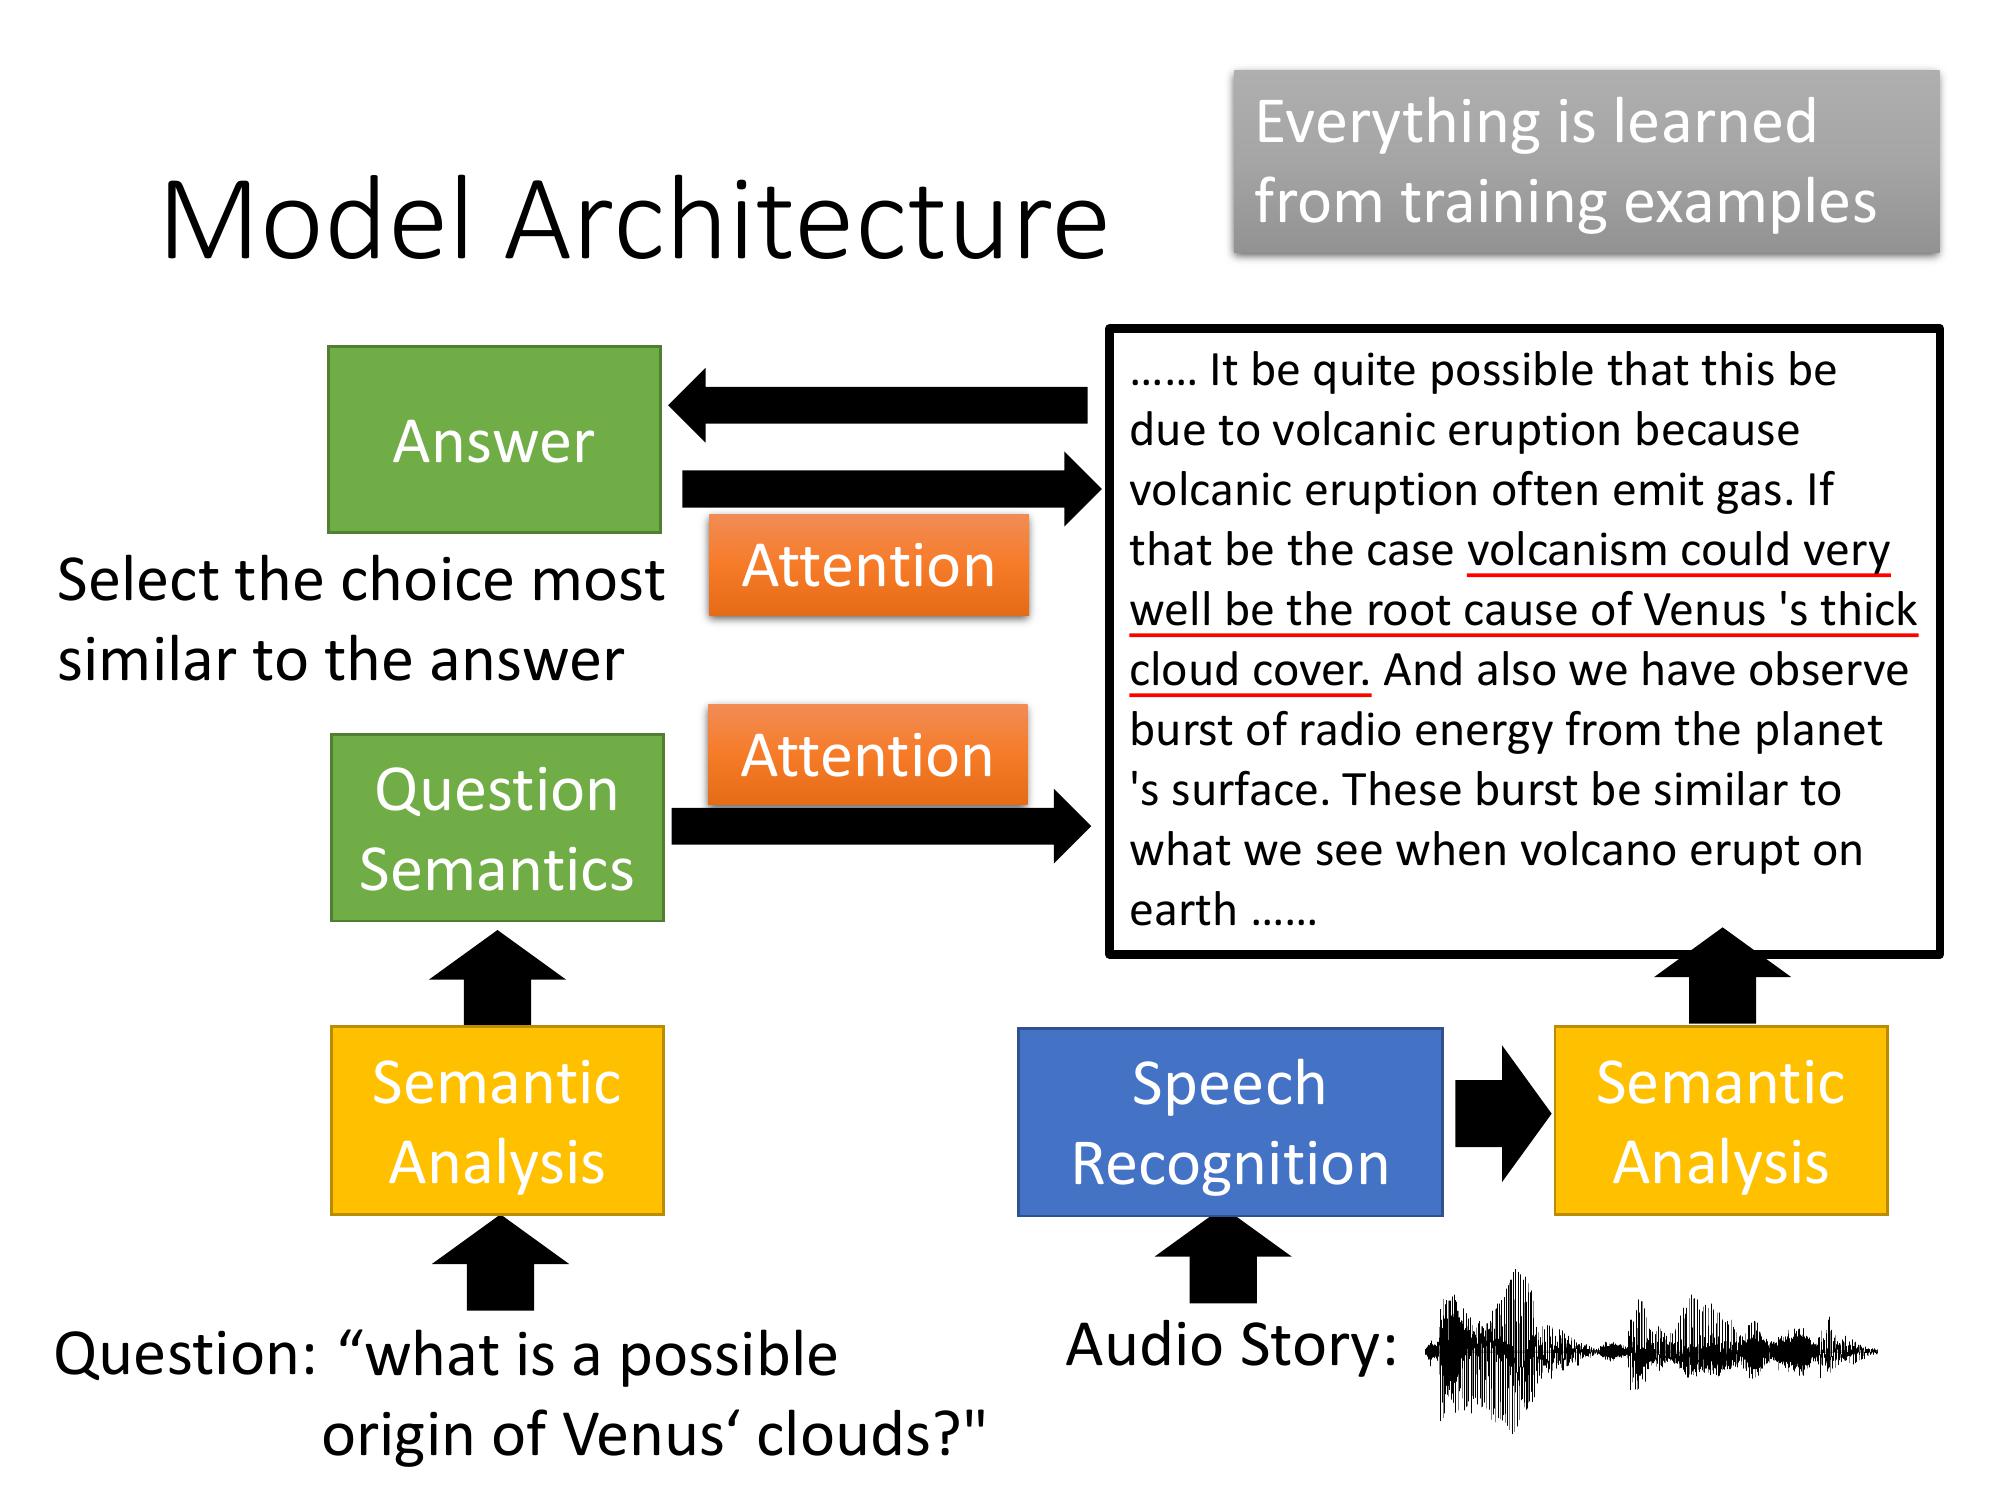 Everything is learned
from training examples
Model Architecture
Answer
Select the choice most
similar to the answer
Attention
Attention
Question
Semantics
…… It be quite possible that this be
due to volcanic eruption because
volcanic eruption often emit gas. If
that be the case volcanism could very
well be the root cause of Venus 's thick
cloud cover. And also we have observe
burst of radio energy from the planet
's surface. These burst be similar to
what we see when volcano erupt on
earth ……
Semantic
Analysis
Speech
Recognition
Semantic
Analysis
Question: “what is a possible
origin of Venus‘ clouds?"
Audio Story: